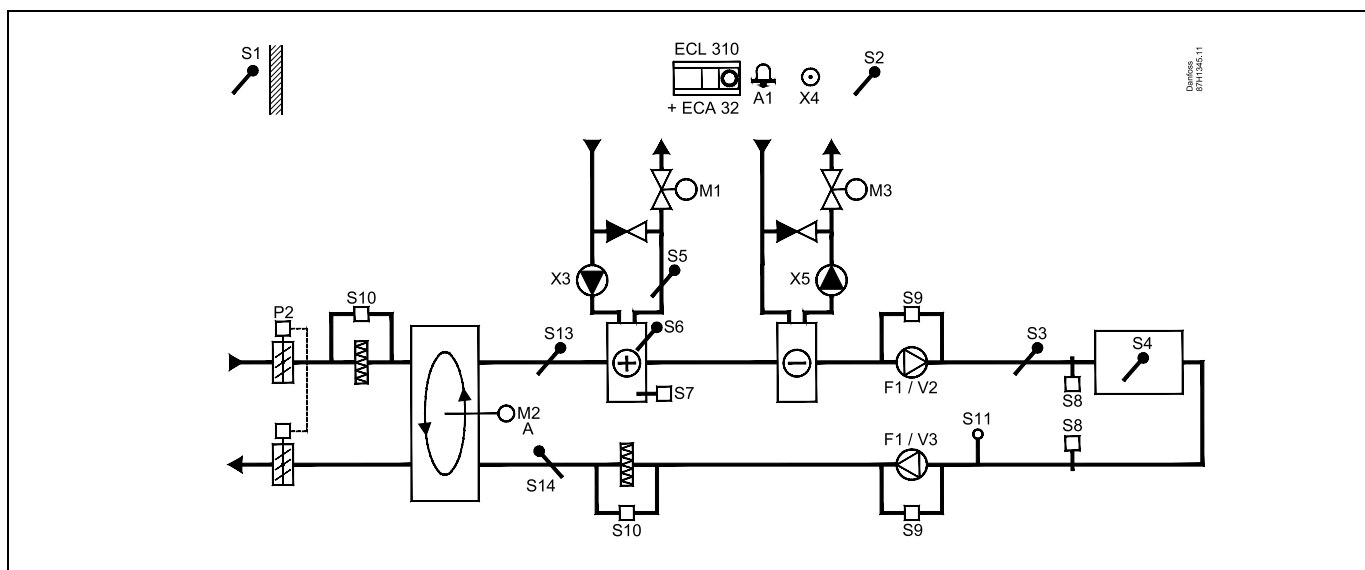 S1
ECL 310
+ ECA 32
A1
X4
S2
Danfoss
87H1345.11
M1
M3
S5
X3
X5
P2
S10
S13
S6
S9
S3
S4
S7
F1 / V2
S8
M2
A
S14
F1 / V3
S11
S8
S10
S9